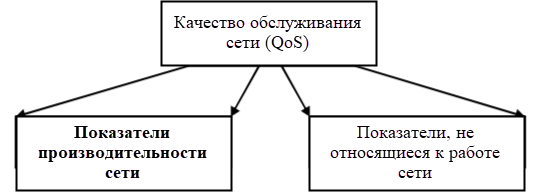 Качество обслуживания
сети (QoS)
Показатели
производительности
сети
Показатели, не
относящиеся к работе
сети